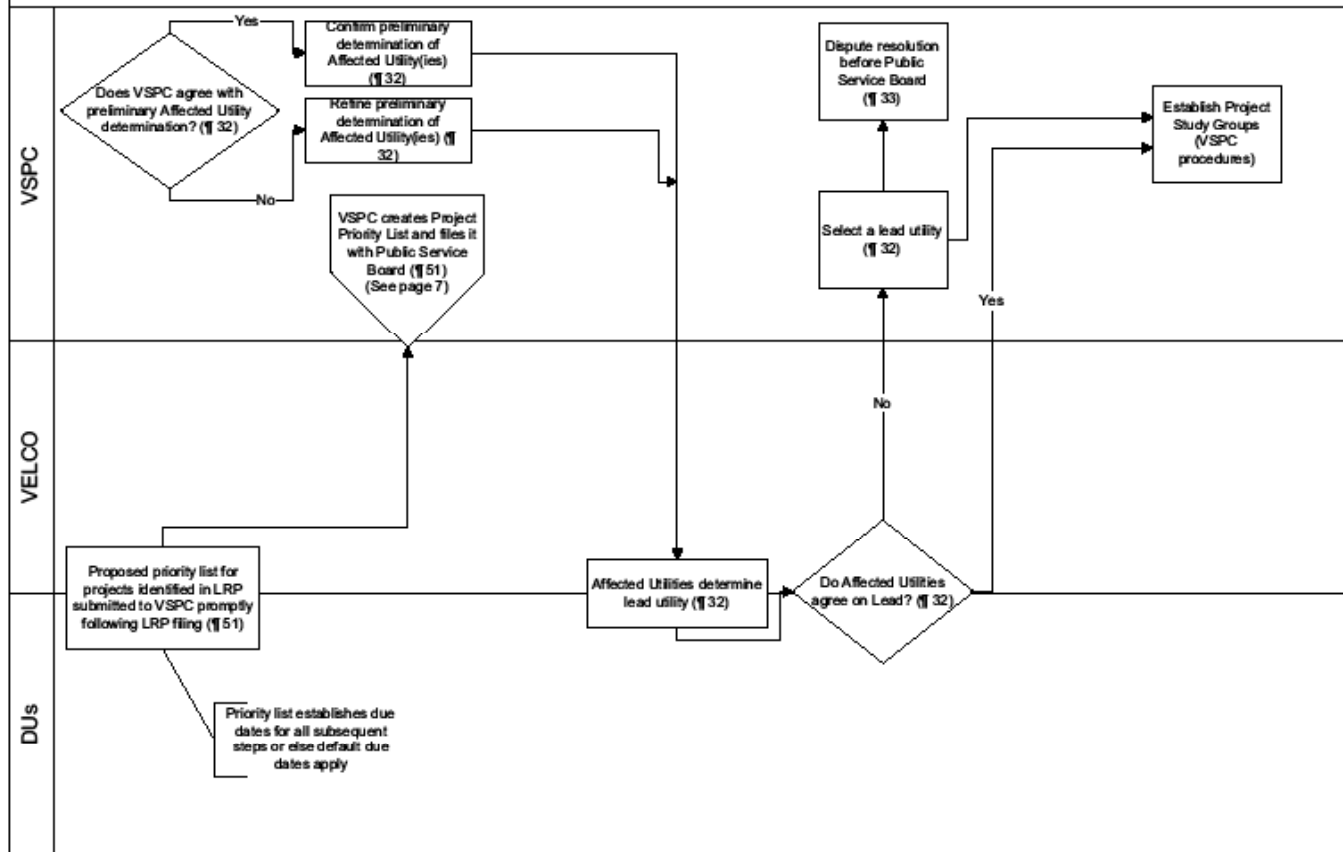 VSPC
Does VSPC agree with
preliminary Affected Utility
determination? (¶ 32)
Yes
No
Confirm preliminary
determination of
Affected Utility(ies)
(¶ 32)
Refine preliminary
determination of
Affected Utility(ies) (¶
32)
VSPC creates Project
Priority List and files it
with Public Service
Board (¶ 51)
(See page 7)
Dispute resolution
before Public
Service Board
(¶ 33)
Select a lead utility
(¶ 32)
Establish Project
Study Groups
(VSPC
procedures)
Yes
No
VELCO
Proposed priority list for
projects identified in LRP
submitted to VSPC promptly
following LRP filing (¶ 51)
Affected Utilities determine
lead utility (¶ 32)
Do Affected Utilities
agree on Lead? (¶ 32)
DUs
Priority list establishes due
dates for all subsequent
steps or else default due
dates apply